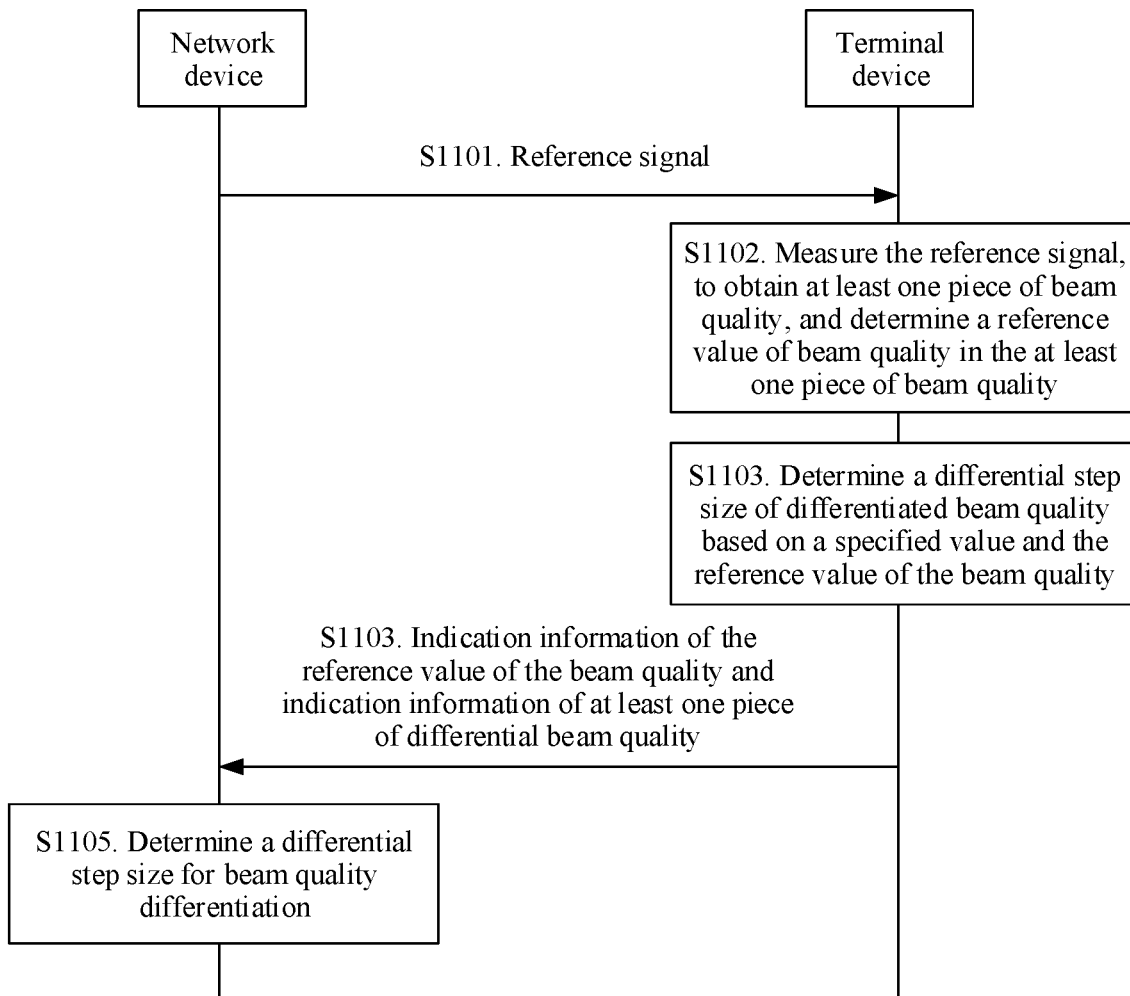 Network
device
Terminal
device
S1101. Reference signal
S1102. Measure the reference signal,
to obtain at least one piece of beam
quality, and determine a reference
value of beam quality in the at least
one piece of beam quality
S1103. Determine a differential step
size of differentiated beam quality
based on a specified value and the
reference value of the beam quality
S1103. Indication information of the
reference value of the beam quality and
indication information of at least one piece
of differential beam quality
S1105. Determine a differential
step size for beam quality
differentiation